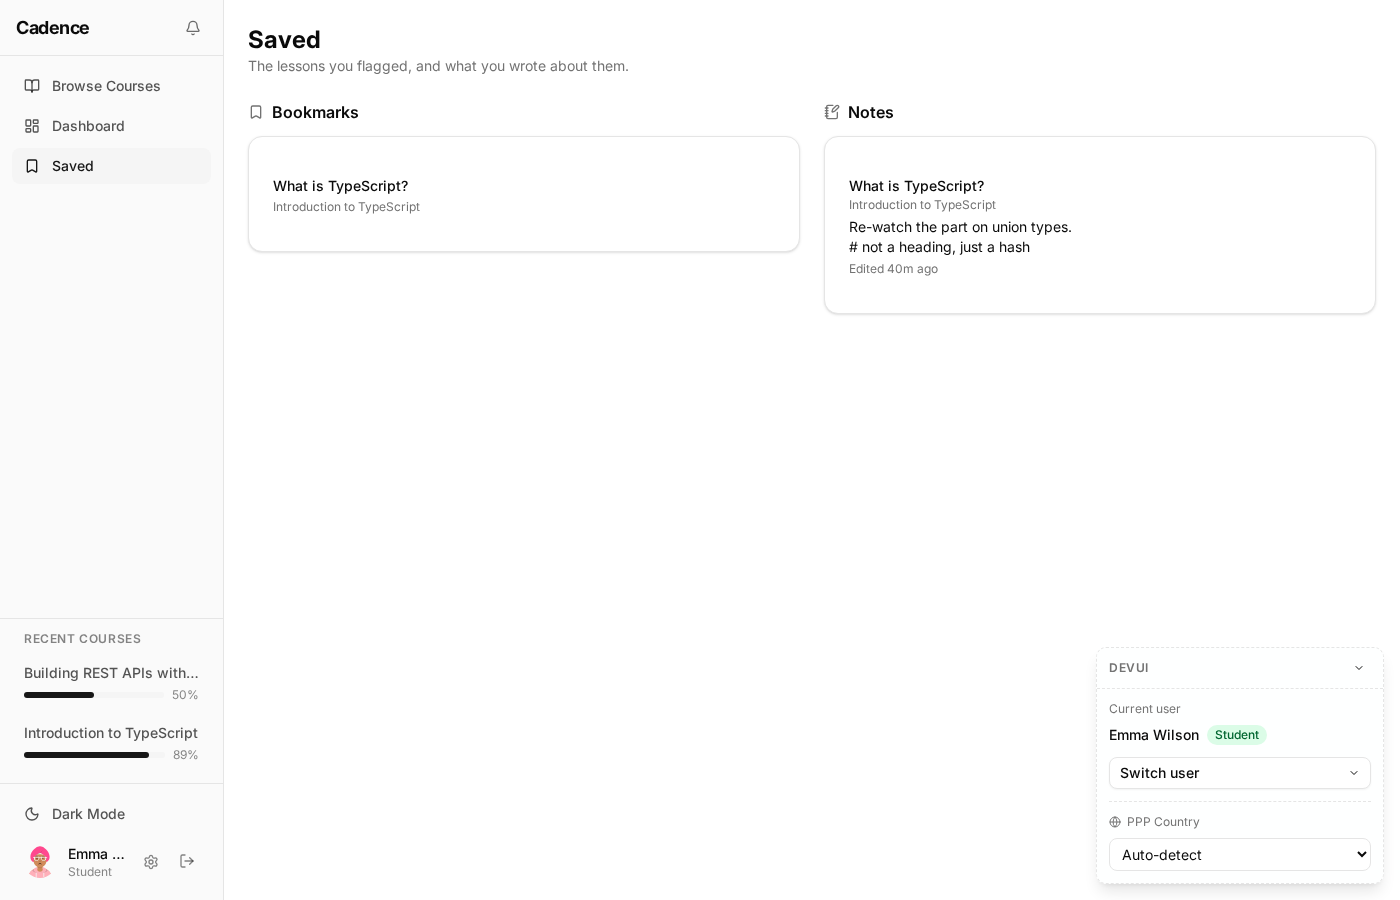 Cadence
Browse Courses
Dashboard
Saved
RECENT COURSES
Building REST APIs with...
50%
Introduction to TypeScript
89%
Dark Mode
Emma ...
Student
Saved
The lessons you flagged, and what you wrote about them.
Bookmarks
What is TypeScript?
Introduction to TypeScript
Notes
What is TypeScript?
Introduction to TypeScript
Re-watch the part on union types.
# not a heading, just a hash
Edited 40m ago
DEVUI
Current user
Emma Wilson Student
Switch user
PPP Country
Auto-detect